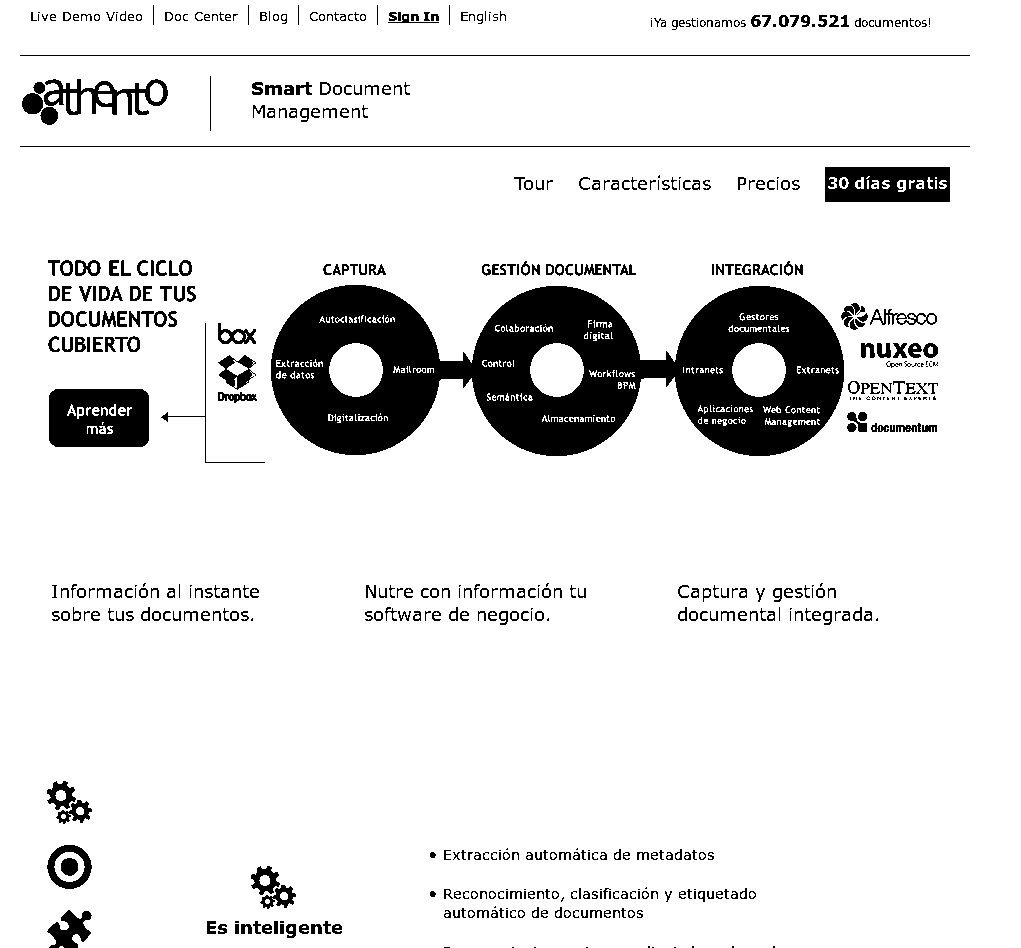 Live Demo Video
Doc Center
Blog
Contacto
Sign In
English
¡Ya gestionamos 67.079.521 documentos!
athento
Smart Document
Management
Tour
Características
Precios
30 días gratis
TODO EL CICLO
DE VIDA DE TUS
DOCUMENTOS
CUBIERTO
Aprender
más
box
Dropbox
CAPTURA
Autoclasificación
Extracción
de datos
Mailroom
Digitalización
GESTIÓN DOCUMENTAL
Colaboración
Firma
digital
Control
Workflows
BPM
Semántica
Almacenamiento
INTEGRACIÓN
Gestores
documentales
Intranets
Extranets
Aplicaciones
de negocio
Web Content
Management
Alfresco
nuxeo
Open Source ECM
OPENTEXT
THE CONTENT EXPERTS
documentum
Información al instante
sobre tus documentos.
Nutre con información tu
software de negocio.
Captura y gestión
documental integrada.
Es inteligente
• Extracción automática de metadatos
• Reconocimiento, clasificación y etiquetado
automático de documentos